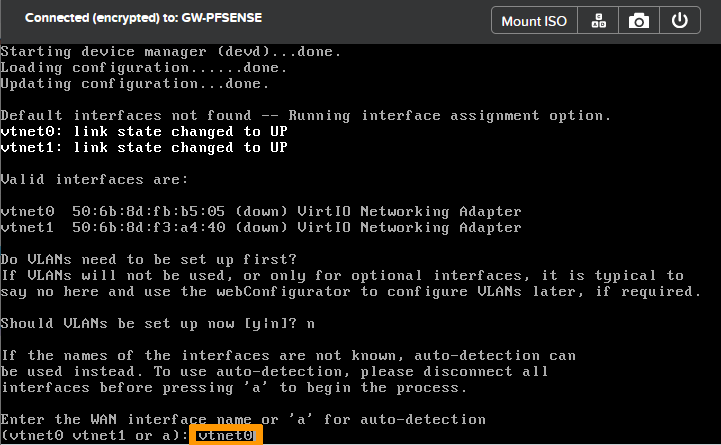 Connected (encrypted) to: GW-PFSENSE
Mount ISO
C
A D
Starting device manager (devd)...done.
Loading configuration......done.
Updating configuration...done.
Default interfaces not found -- Running interface assignment option.
vtnet0: link state changed to UP
vtnet1: link state changed to UP
Valid interfaces are:
vtnet0 50:6b:8d:fb:b5:05 (down) VirtIO Networking Adapter
vtnet1 50:6b:8d:f3:a4:40 (down) VirtIO Networking Adapter
Do VLANs need to be set up first?
If VLANs will not be used, or only for optional interfaces, it is typical to
say no here and use the webConfigurator to configure VLANs later, if required.
Should VLANs be set up now [y|n]? n
If the names of the interfaces are not known, auto-detection can
be used instead. To use auto-detection, please disconnect all
interfaces before pressing 'a' to begin the process.
Enter the WAN interface name or 'a' for auto-detection
(vtnet0 vtnet1 or a): vtnet0